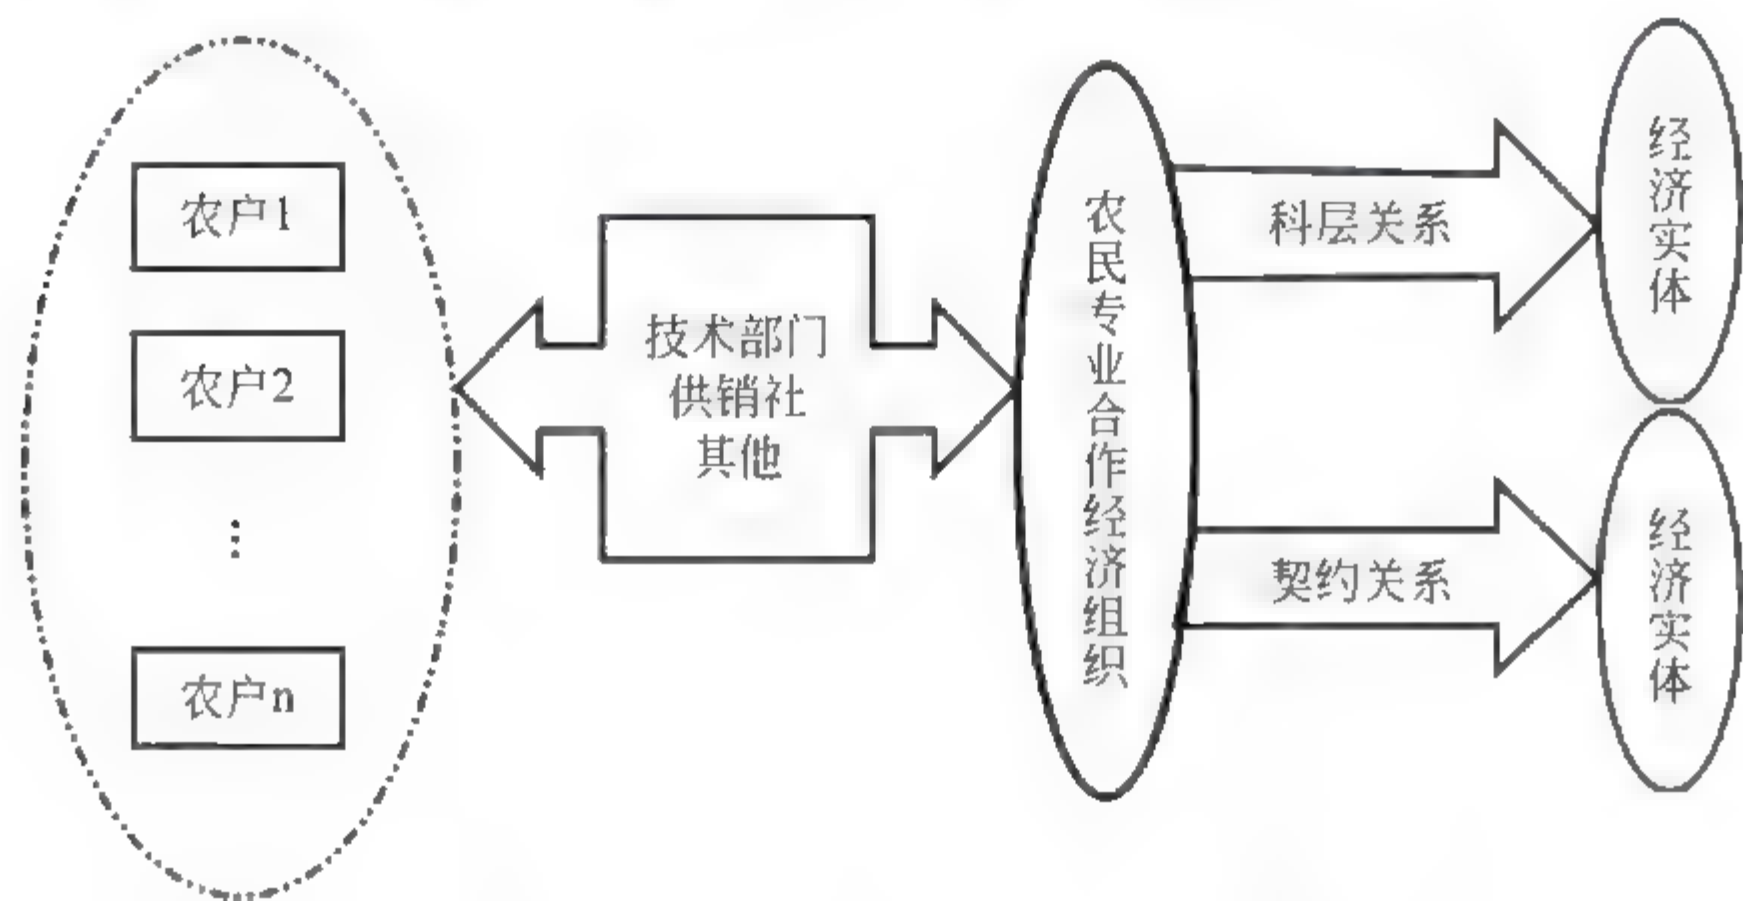 农户1
农户2
⋮
农户n
技术部门
供销社
其他
农民专业合作经济组织
科层关系
契约关系
经济实体
经济实体